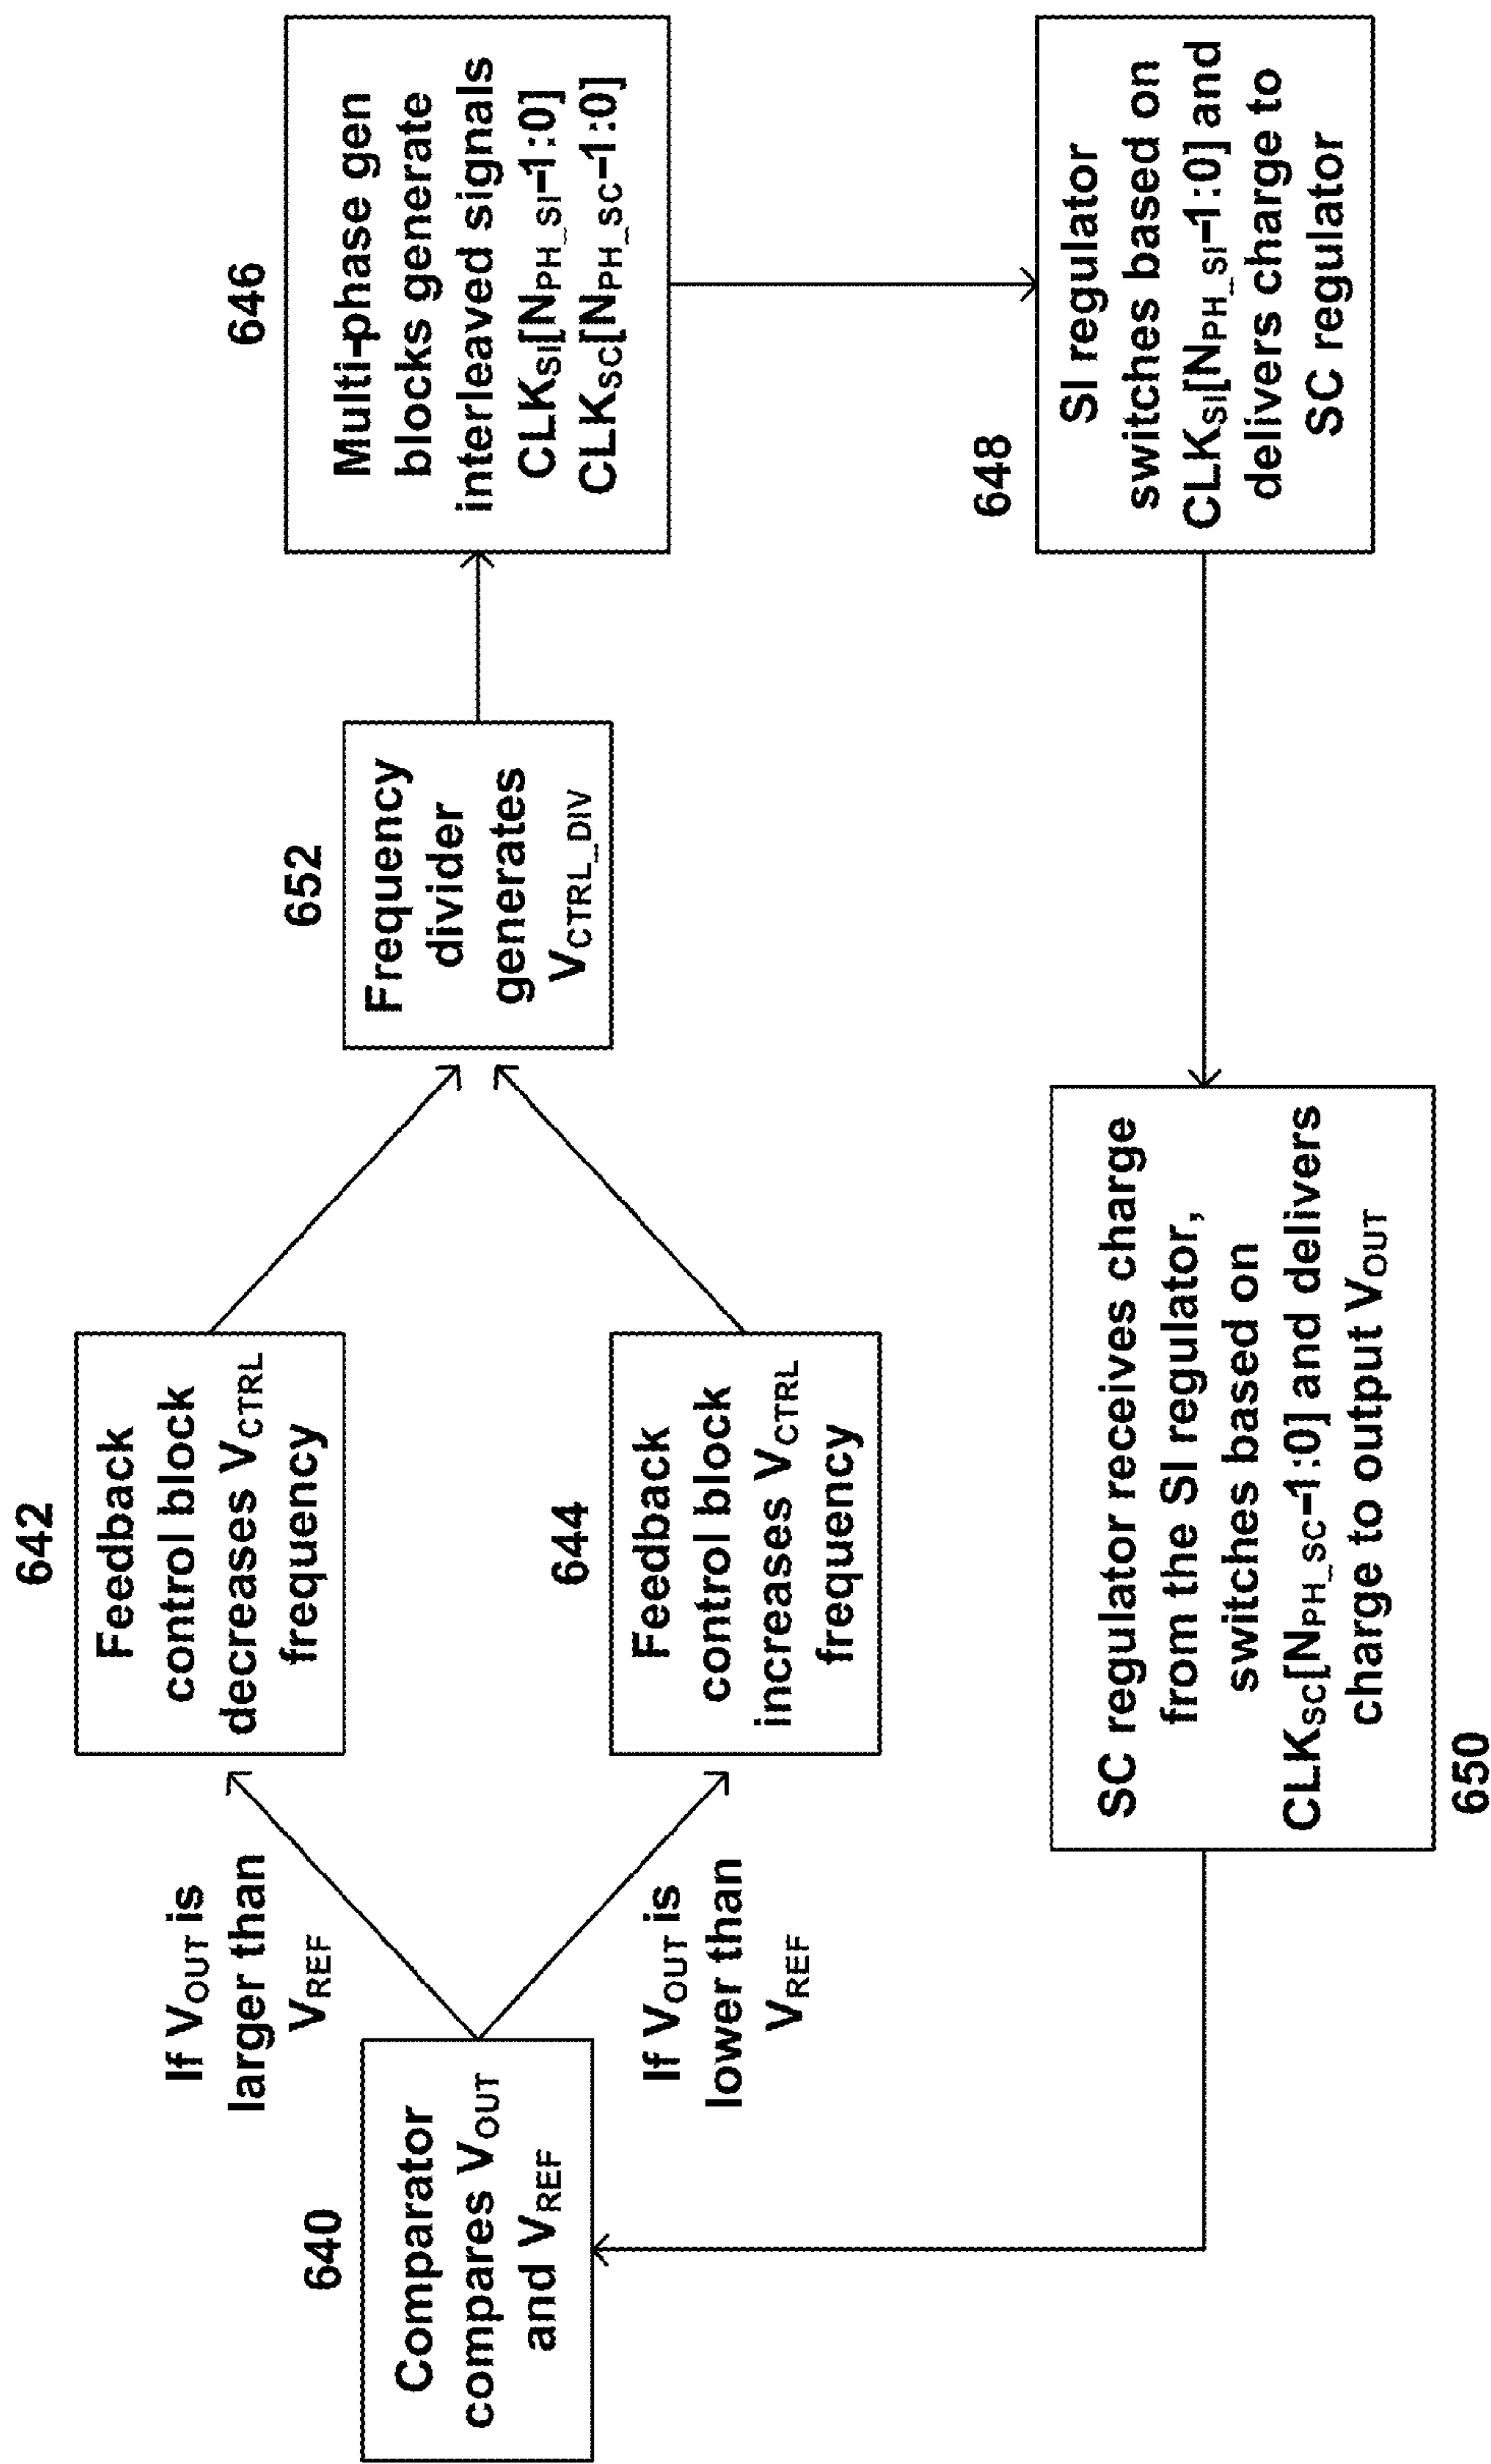 640
Comparator
compares VOUT
and VREF
If VOUT is
larger than
VREF
If VOUT is
lower than
VREF
642
Feedback
control block
decreases VCTRL
frequency
644
Feedback
control block
increases VCTRL
frequency
652
Frequency
divider
generates
VCTRL_DIV
646
Multi-phase gen
blocks generate
interleaved signals
CLKSI[NPH_SI-1:0]
CLKSC[NPH_SC-1:0]
648
SI regulator
switches based on
CLKSI[NPH_SI-1:0] and
delivers charge to
SC regulator
SC regulator receives charge
from the SI regulator,
switches based on
CLKSC[NPH_SC-1:0] and delivers
charge to output VOUT
650